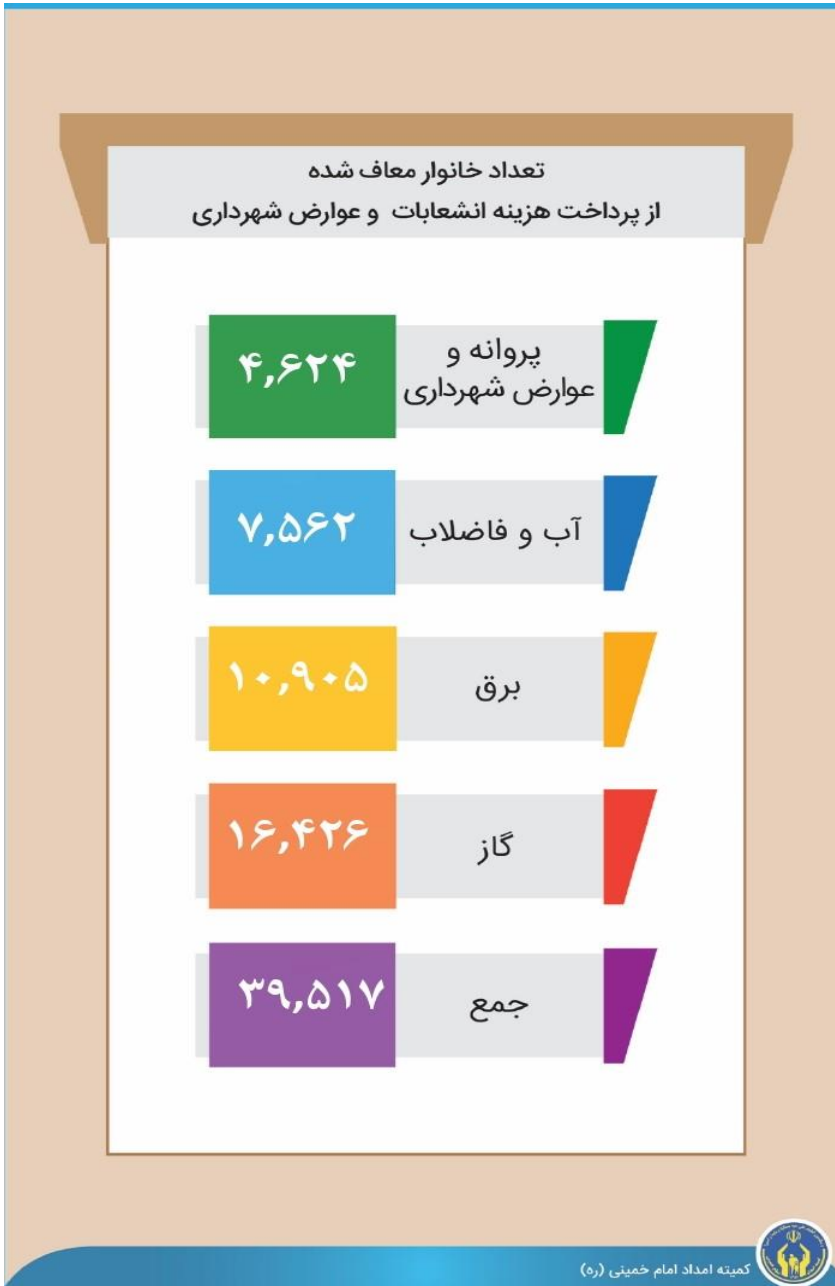 تعداد خانوار معاف شده
از پرداخت هزینه انشعابات و عوارض شهرداری
پروانه و
عوارض شهرداری
۴,۶۲۴
آب و فاضلاب
۷,۵۶۲
برق
۱۰,۹۰۵
گاز
۱۶,۴۲۶
جمع
۳۹,۵۱۷
کمیته امداد امام خمینی (ره)